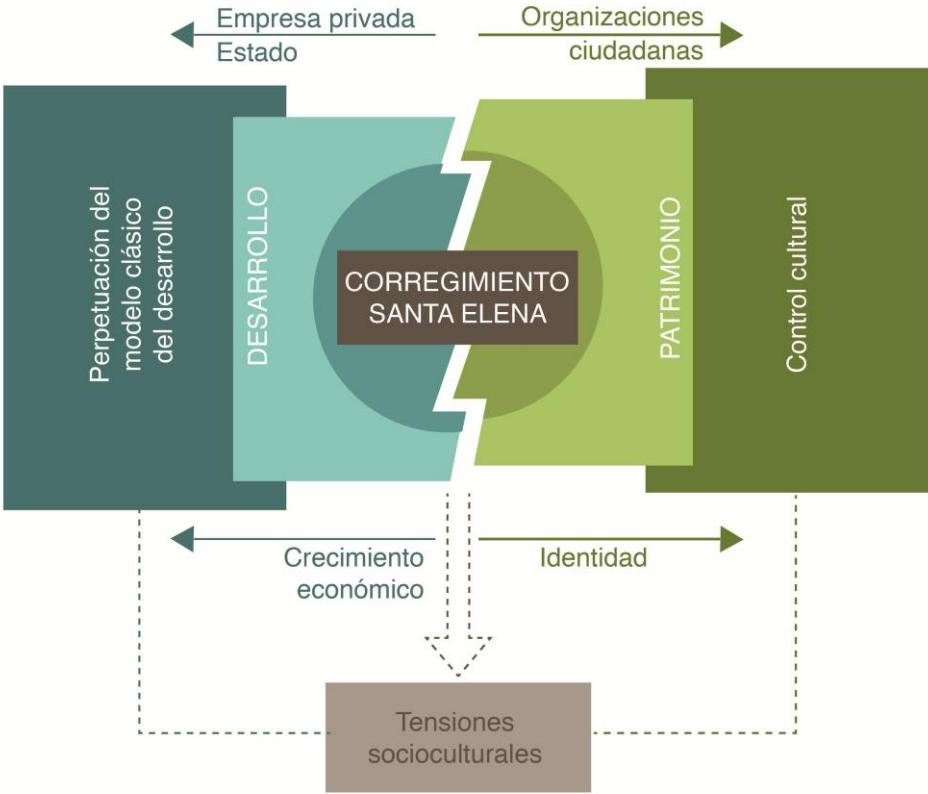 Empresa privada
Estado
Organizaciones
ciudadanas
Perpetuación del
modelo clásico
del desarrollo
DESARROLLO
CORREGIMIENTO
SANTA ELENA
PATRIMONIO
Control cultural
Crecimiento
económico
Identidad
Tensiones
socioculturales